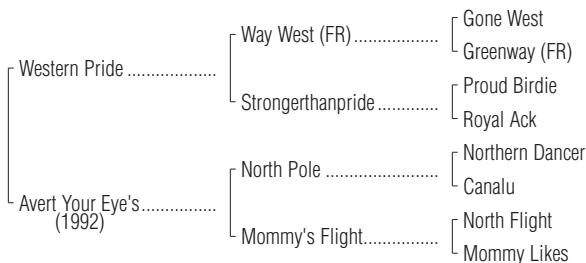 Gone West
Way West (FR) ...................
Greenway (FR)
Western Pride ...................
Proud Birdie
Strongerthanpride .............
Royal Ack
Northern Dancer
North Pole .........................
Canalu
Avert Your Eye's ................
(1992)
North Flight
Mommy's Flight .................
Mommy Likes